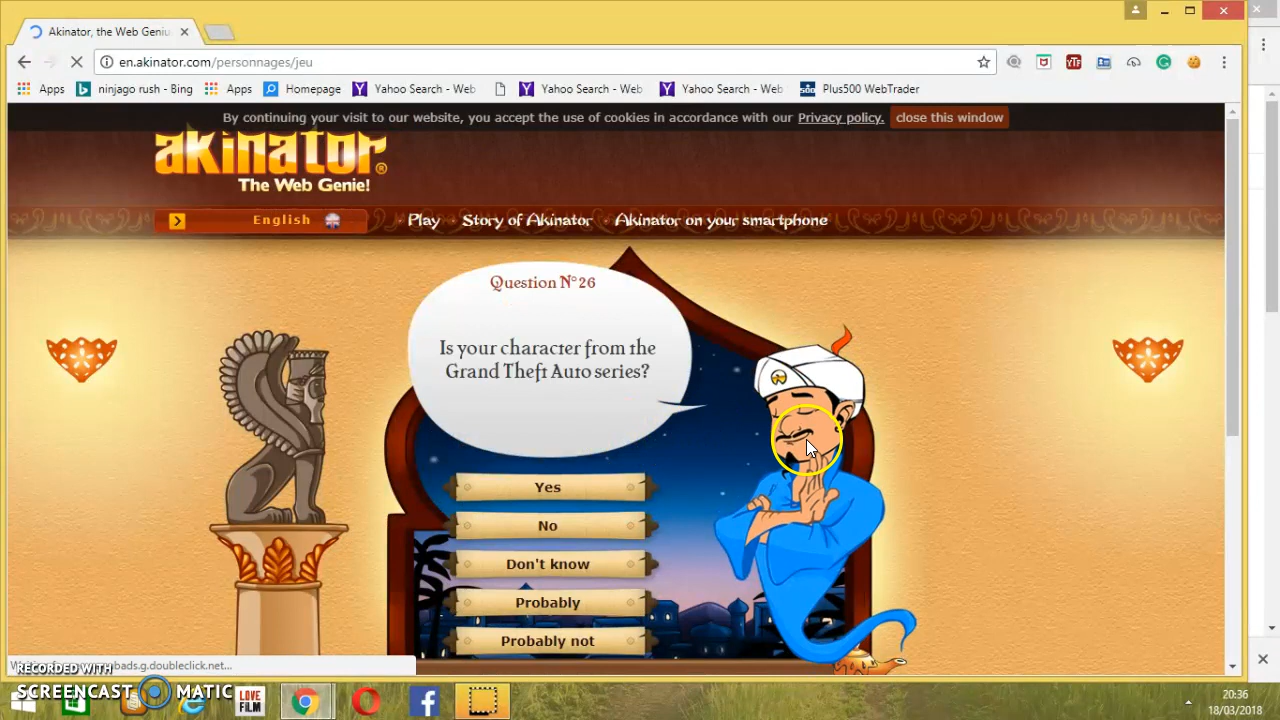 Akinator, the Web Geniu
en.akinator.com/personnages/jeu
Apps ninjago rush - Bing Apps Homepage Yahoo Search - Web Yahoo Search - Web Yahoo Search - Web Plus500 WebTrader
By continuing your visit to our website, you accept the use of cookies in accordance with our Privacy policy. close this window
akinator®
The Web Genie!
English Play Story of Akinator Akinator on your smartphone
Question N°26
Is your character from the
Grand Theft Auto series?
Yes
No
Don't know
Probably
Probably not
abads.g.doubleclick.net...
RECORDED WITH
SCREENCAST MATIC
LOVE
FILM
20:36
18/03/2018